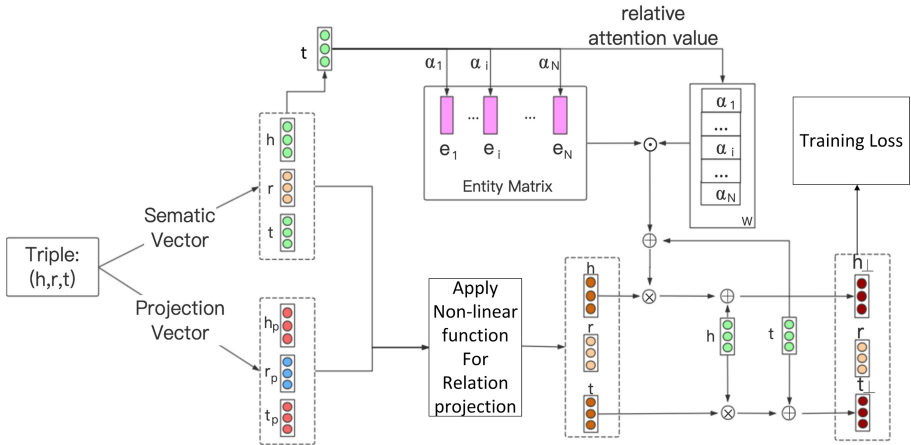 relative
attention value
t
α1
αi
αN
... ...
e1
ei
eN
Entity Matrix
α1
...
αi
...
αN
W
Training Loss
h
r
t
Sematic
Vector
Triple:
(h,r,t)
Projection
Vector
hp
rp
tp
Apply
Non-linear
function
For
Relation
projection
h
r
t
h
t
h⊥
r
t⊥